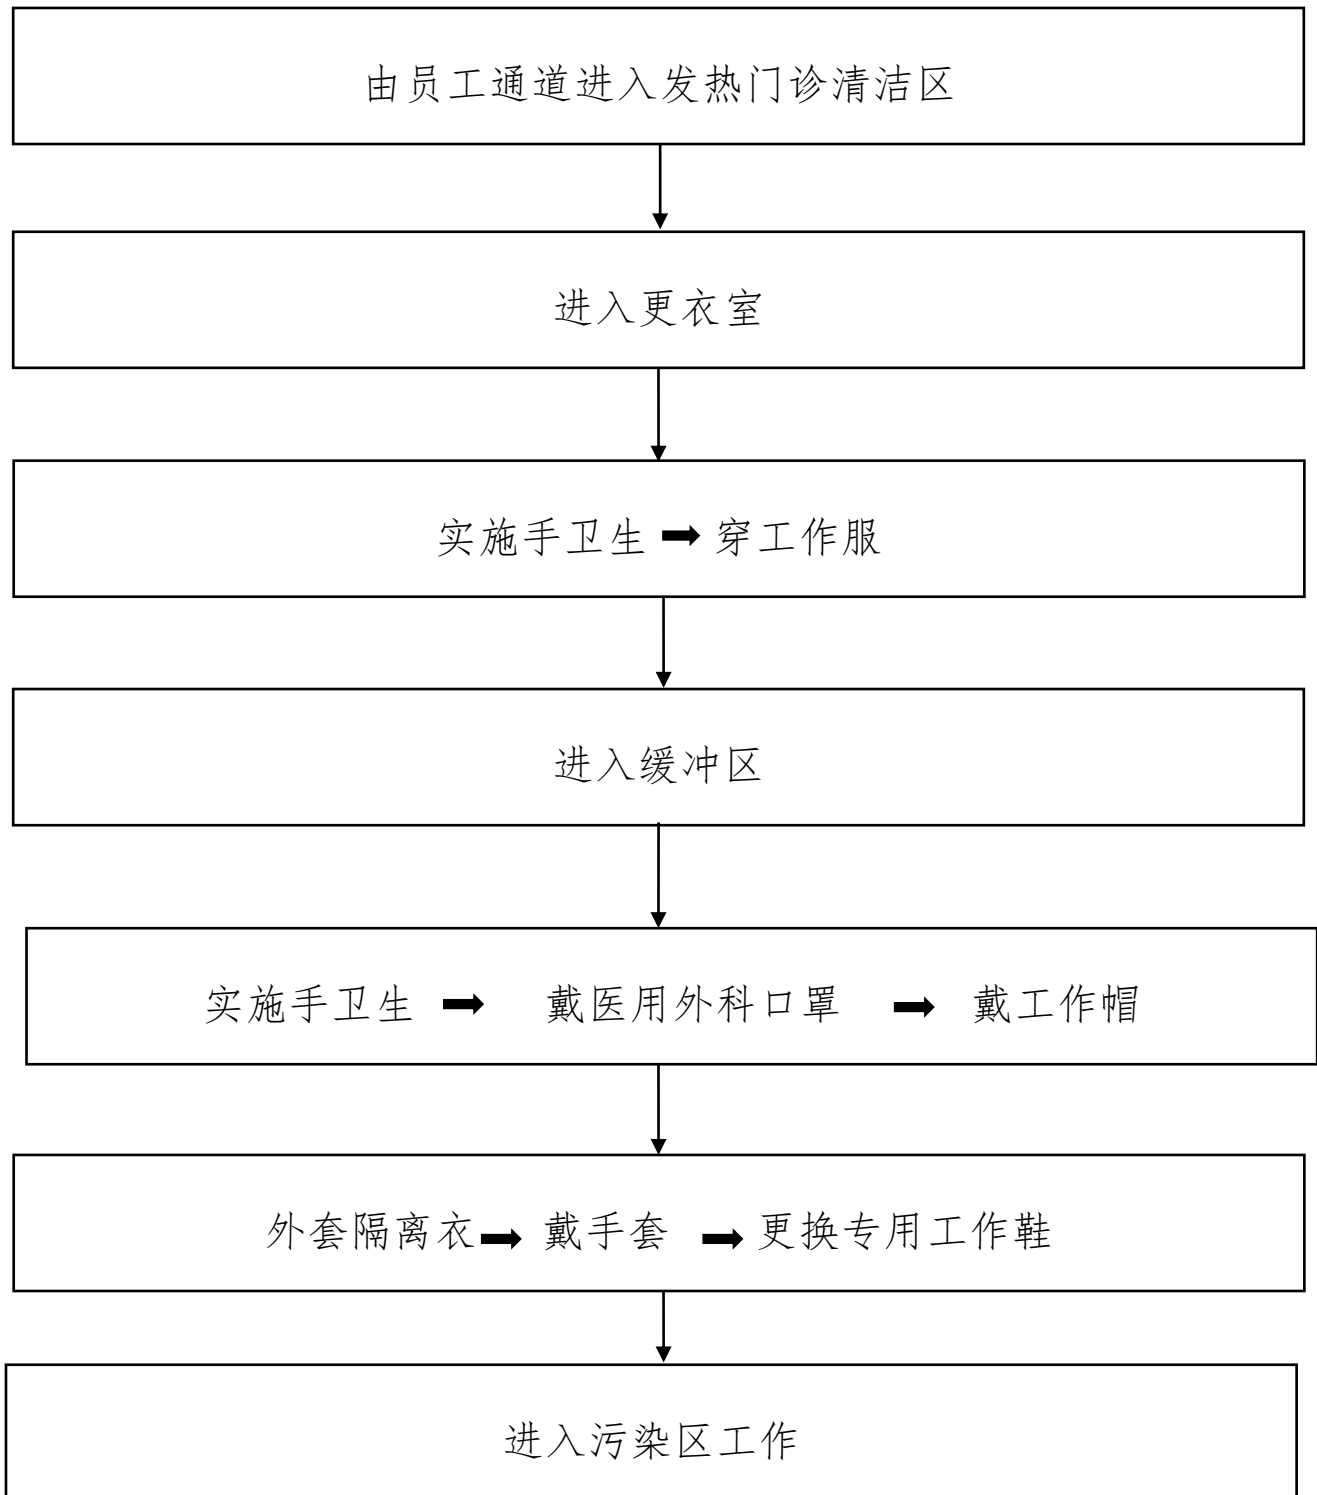 由员工通道进入发热门诊清洁区
进入更衣室
实施手卫生 ➡ 穿工作服
进入缓冲区
实施手卫生 ➡ 戴医用外科口罩 ➡ 戴工作帽
外套隔离衣 ➡ 戴手套 ➡ 更换专用工作鞋
进入污染区工作